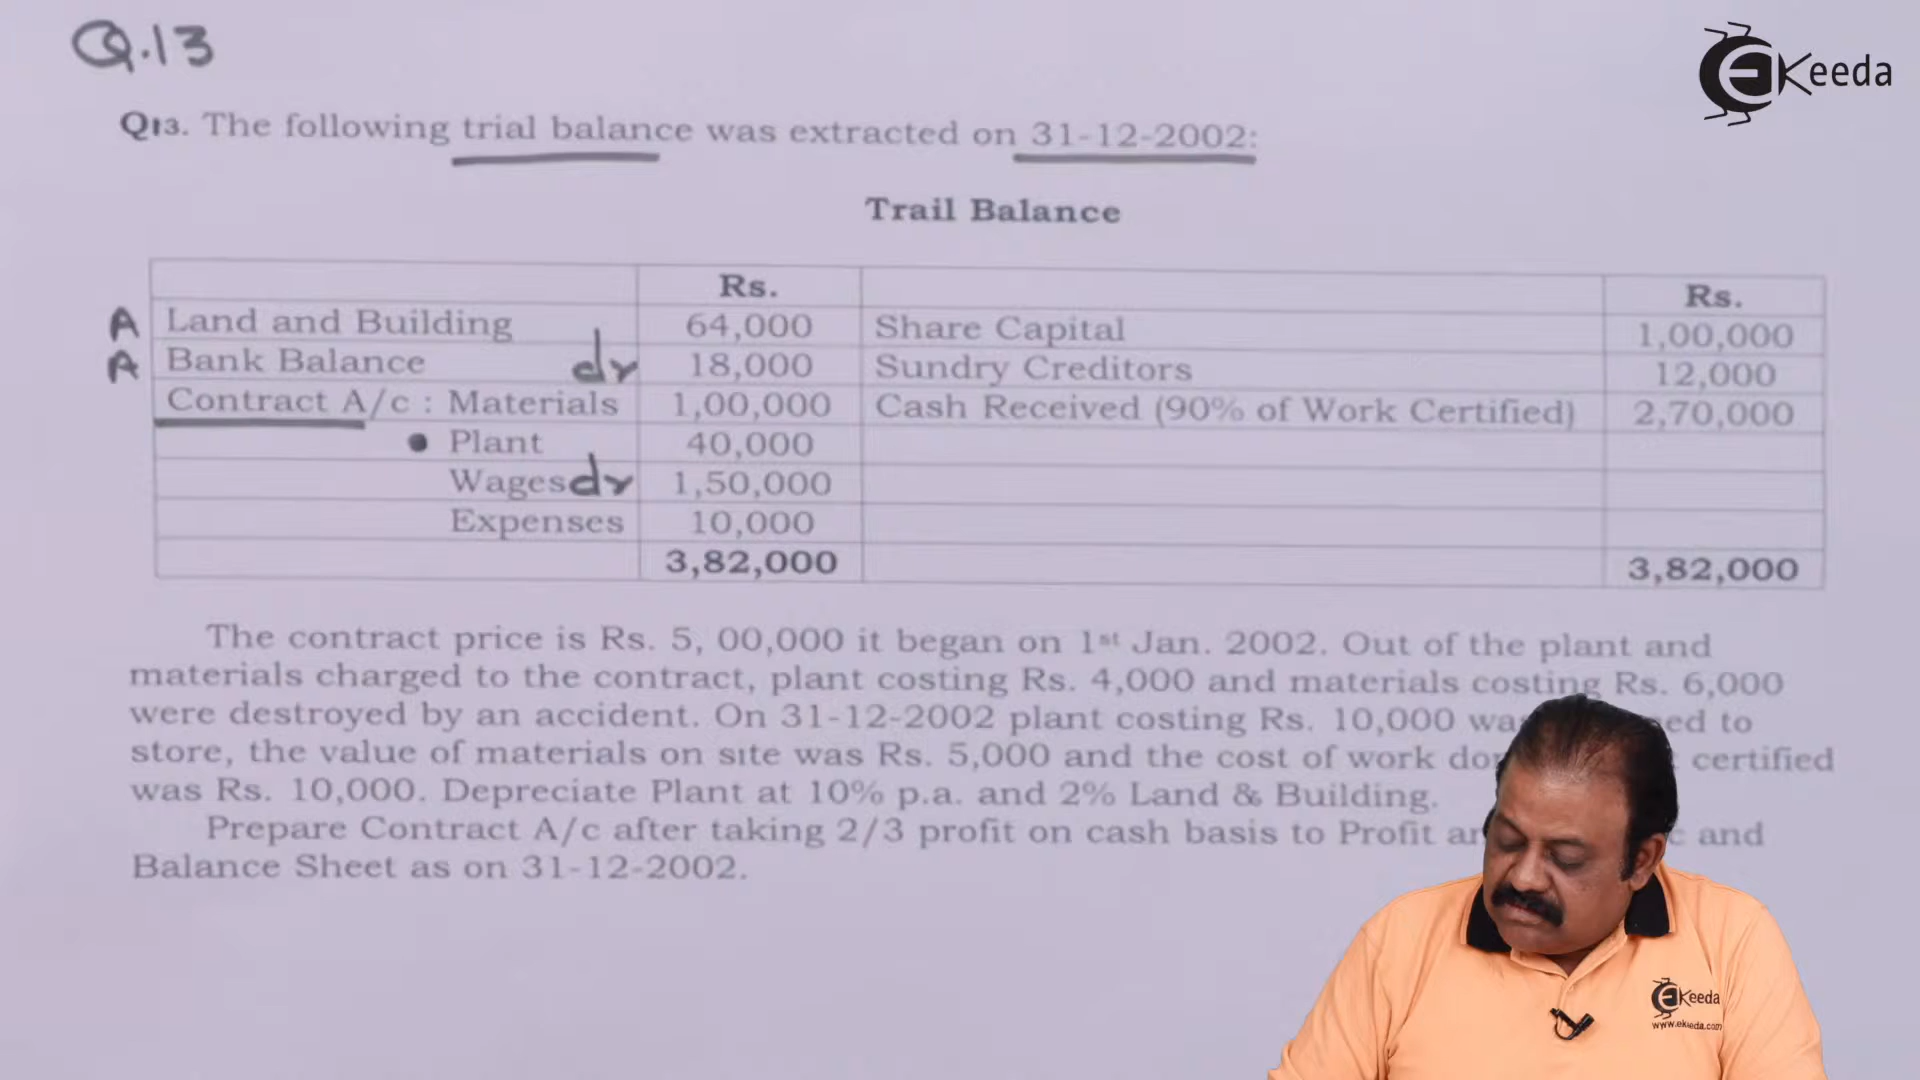 Q.13
Keeda
Q13. The following trial balance was extracted on 31-12-2002:
Trail Balance
Rs. Rs.
A Land and Building 64,000 Share Capital 1,00,000
A Bank Balance dr 18,000 Sundry Creditors 12,000
Contract A/c : Materials 1,00,000 Cash Received (90% of Work Certified) 2,70,000
Plant 40,000
Wages dr 1,50,000
Expenses 10,000
3,82,000 3,82,000
The contract price is Rs. 5, 00,000 it began on 1st Jan. 2002. Out of the plant and
materials charged to the contract, plant costing Rs. 4,000 and materials costing Rs. 6,000
were destroyed by an accident. On 31-12-2002 plant costing Rs. 10,000 to
store, the value of materials on site was Rs. 5,000 and the cost of work certified
was Rs. 10,000. Depreciate Plant at 10% p.a. and 2% Land & Building.
Prepare Contract A/c after taking 2/3 profit on cash basis to Profit and
Balance Sheet as on 31-12-2002.
Keeda
www.ekeeda.com